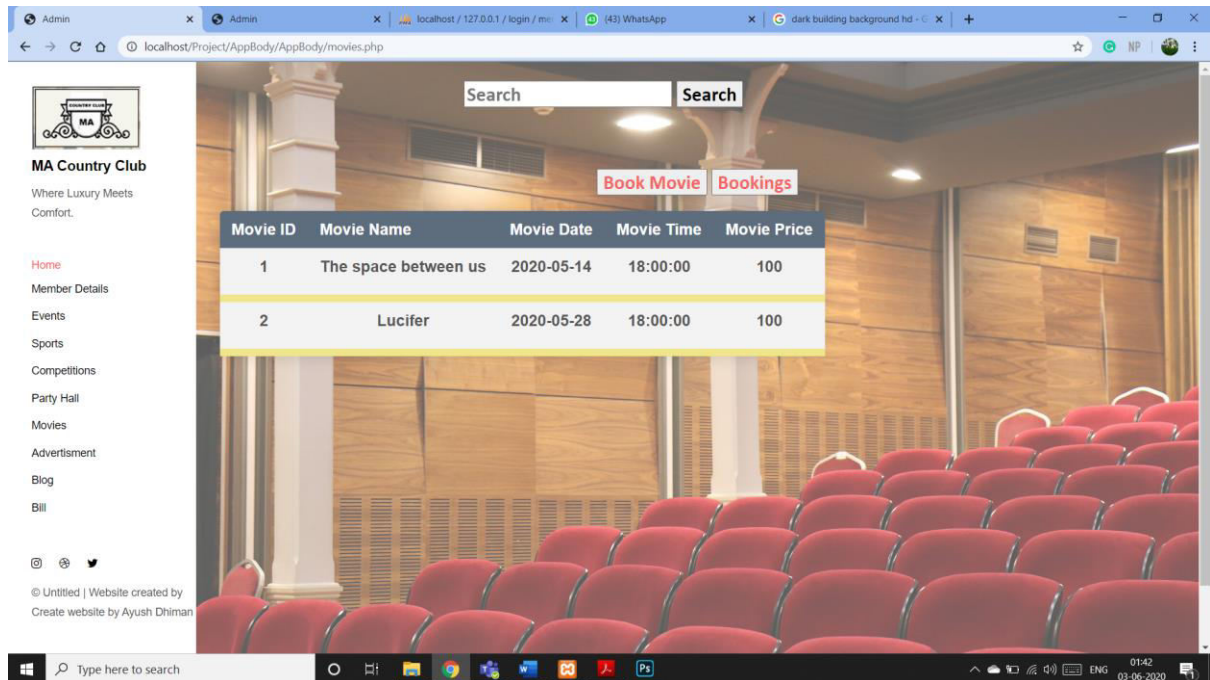 Admin
Admin
localhost / 127.0.0.1 / login / me
(43) WhatsApp
dark building background hd - G
localhost/Project/AppBody/AppBody/movies.php
NP
COUNTRY CLUB
MA
MA Country Club
Where Luxury Meets
Comfort.
Home
Member Details
Events
Sports
Competitions
Party Hall
Movies
Advertisment
Blog
Bill
© Untitled | Website created by
Create website by Ayush Dhiman
Search Search
Book Movie Bookings
Movie ID Movie Name Movie Date Movie Time Movie Price
1 The space between us 2020-05-14 18:00:00 100
2 Lucifer 2020-05-28 18:00:00 100
Type here to search
W
Ps
ENG
01:42
03-06-2020
1